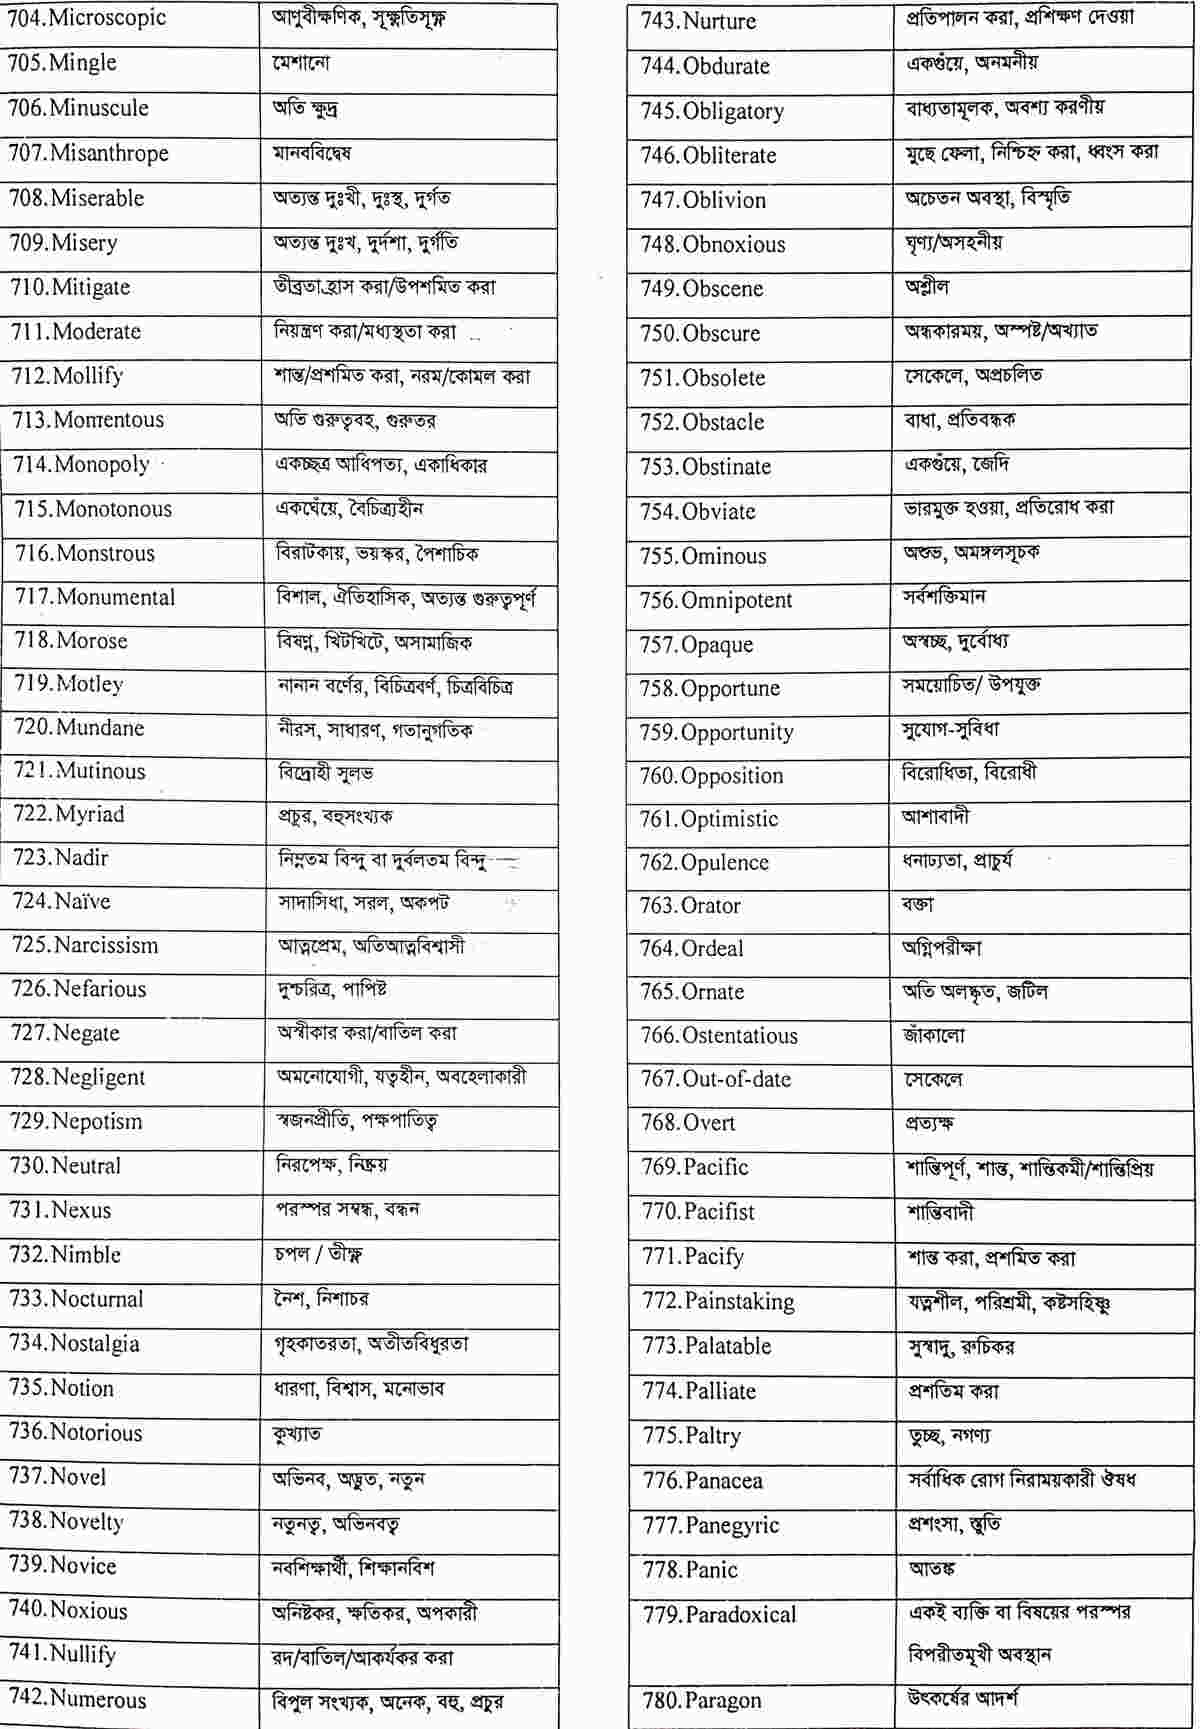 704.Microscopic আণুবীক্ষণিক, সূক্ষ্মতিসূক্ষ্ম
705.Mingle মেশানো
706.Minuscule অতি ক্ষুদ্র
707.Misanthrope মানববিদ্বেষ
708.Miserable অত্যন্ত দুঃখী, দুঃস্থ, দুর্গত
709.Misery অত্যন্ত দুঃখ, দুর্দশা, দুর্গতি
710.Mitigate তীব্রতা হ্রাস করা/উপশমিত করা
711.Moderate নিয়ন্ত্রণ করা/মধ্যস্থতা করা
712.Mollify শান্ত/প্রশমিত করা, নরম/কোমল করা
713.Momentous অতি গুরুত্ববহ, গুরুতর
714.Monopoly একচ্ছত্র আধিপত্য, একাধিকার
715.Monotonous একঘেঁয়ে, বৈচিত্র্যহীন
716.Monstrous বিরাটকায়, ভয়ঙ্কর, পৈশাচিক
717.Monumental বিশাল, ঐতিহাসিক, অত্যন্ত গুরুত্বপূর্ণ
718.Morose বিষণ্ণ, খিটখিটে, অসামাজিক
719.Motley নানান বর্ণের, বিচিত্রবর্ণ, চিত্রবিচিত্র
720.Mundane নীরস, সাধারণ, গতানুগতিক
721.Mutinous বিদ্রোহী সুলভ
722.Myriad প্রচুর, বহুসংখ্যক
723.Nadir নিম্নতম বিন্দু বা দুর্বলতম বিন্দু
724.Naïve সাদাসিধা, সরল, অকপট
725.Narcissism আত্নপ্রেম, অতিআত্নবিশ্বাসী
726.Nefarious দুশ্চরিত্র, পাপিষ্ট
727.Negate অস্বীকার করা/বাতিল করা
728.Negligent অমনোযোগী, যত্নহীন, অবহেলাকারী
729.Nepotism স্বজনপ্রীতি, পক্ষপাতিত্ব
730.Neutral নিরপেক্ষ, নিষ্ক্রয়
731.Nexus পরস্পর সম্বন্ধ, বন্ধন
732.Nimble চপল / তীক্ষ্ণ
733.Nocturnal নৈশ, নিশাচর
734.Nostalgia গৃহকাতরতা, অতীতবিধুরতা
735.Notion ধারণা, বিশ্বাস, মনোভাব
736.Notorious কুখ্যাত
737.Novel অভিনব, অদ্ভুত, নতুন
738.Novelty নতুনত্ব, অভিনবত্ব
739.Novice নবশিক্ষার্থী, শিক্ষানবিশ
740.Noxious অনিষ্টকর, ক্ষতিকর, অপকারী
741.Nullify রদ/বাতিল/আকর্যকর করা
742.Numerous বিপুল সংখ্যক, অনেক, বহু, প্রচুর
743.Nurture প্রতিপালন করা, প্রশিক্ষণ দেওয়া
744.Obdurate একগুঁয়ে, অনমনীয়
745.Obligatory বাধ্যতামূলক, অবশ্য করণীয়
746.Obliterate মুছে ফেলা, নিশ্চিহ্ন করা, ধ্বংস করা
747.Oblivion অচেতন অবস্থা, বিস্মৃতি
748.Obnoxious ঘৃণ্য/অসহনীয়
749.Obscene অশ্লীল
750.Obscure অন্ধকারময়, অস্পষ্ট/অখ্যাত
751.Obsolete সেকেলে, অপ্রচলিত
752.Obstacle বাধা, প্রতিবন্ধক
753.Obstinate একগুঁয়ে, জেদি
754.Obviate ভারমুক্ত হওয়া, প্রতিরোধ করা
755.Ominous অশুভ, অমঙ্গলসূচক
756.Omnipotent সর্বশক্তিমান
757.Opaque অস্বচ্ছ, দুর্বোধ্য
758.Opportune সময়োচিত/ উপযুক্ত
759.Opportunity সুযোগ-সুবিধা
760.Opposition বিরোধিতা, বিরোধী
761.Optimistic আশাবাদী
762.Opulence ধনাঢ্যতা, প্রাচুর্য
763.Orator বক্তা
764.Ordeal অগ্নিপরীক্ষা
765.Ornate অতি অলঙ্কৃত, জটিল
766.Ostentatious জাঁকালো
767.Out-of-date সেকেলে
768.Overt প্রত্যক্ষ
769.Pacific শান্তিপূর্ণ, শান্ত, শান্তিকমী/শান্তিপ্রিয়
770.Pacifist শান্তিবাদী
771.Pacify শান্ত করা, প্রশমিত করা
772.Painstaking যত্নশীল, পরিশ্রমী, কষ্টসহিষ্ণু
773.Palatable সুস্বাদু, রুচিকর
774.Palliate প্রশতিম করা
775.Paltry তুচ্ছ, নগণ্য
776.Panacea সর্বাধিক রোগ নিরাময়কারী ঔষধ
777.Panegyric প্রশংসা, স্তুতি
778.Panic আতঙ্ক
779.Paradoxical একই ব্যক্তি বা বিষয়ের পরস্পর
বিপরীতমূখী অবস্থান
780.Paragon উৎকর্ষের আদর্শ